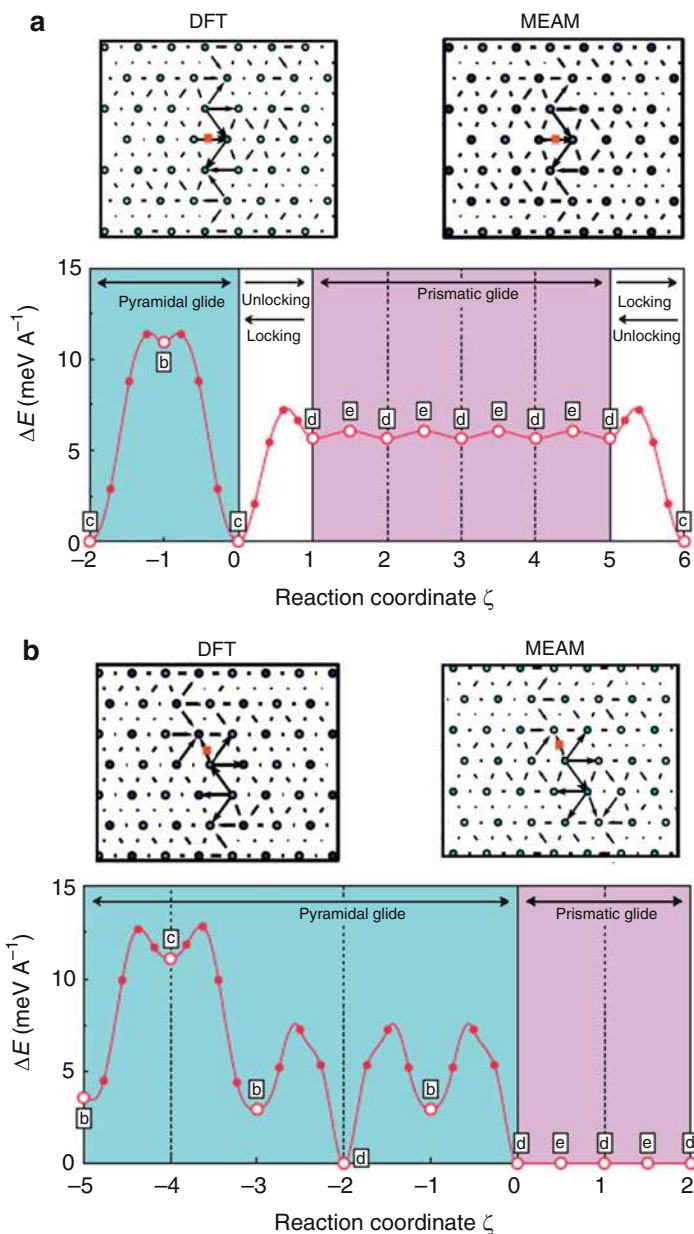 a
DFT
MEAM
15
10
5
0
ΔE (meV A⁻¹)
Pyramidal glide
Unlocking
Locking
Prismatic glide
Locking
Unlocking
b
d
e
d
e
d
e
d
e
d
c
c
c
–2
–1
0
1
2
3
4
5
6
Reaction coordinate ζ
b
DFT
MEAM
15
10
5
0
ΔE (meV A⁻¹)
Pyramidal glide
Prismatic glide
c
b
b
b
d
d
e
d
e
d
–5
–4
–3
–2
–1
0
1
2
Reaction coordinate ζ